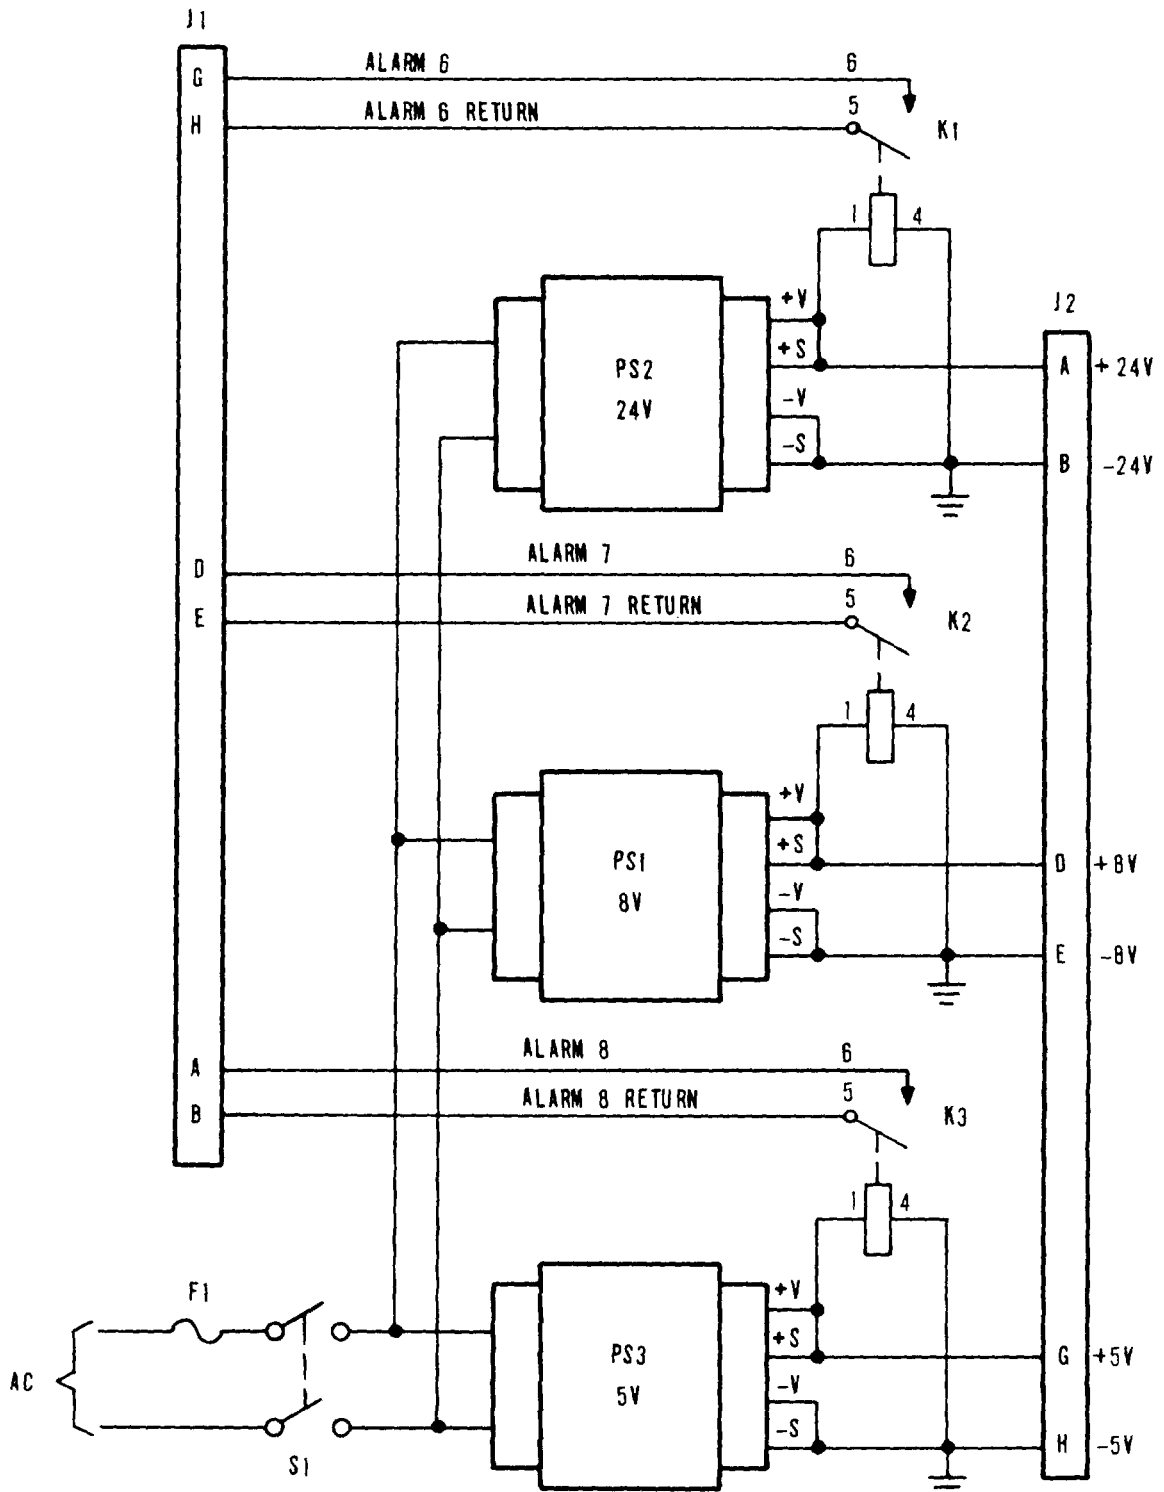 J1
G ALARM 6 6
H ALARM 6 RETURN 5 K1
1 4
+V J2
+S A +24V
PS2
24V
-V
-S B -24V
D ALARM 7 6
E ALARM 7 RETURN 5 K2
1 4
+V
+S D +8V
PS1
8V
-V
-S E -8V
A ALARM 8 6
B ALARM 8 RETURN 5 K3
1 4
F1 +V
+S G +5V
PS3
5V
AC -V
-S H -5V
S1